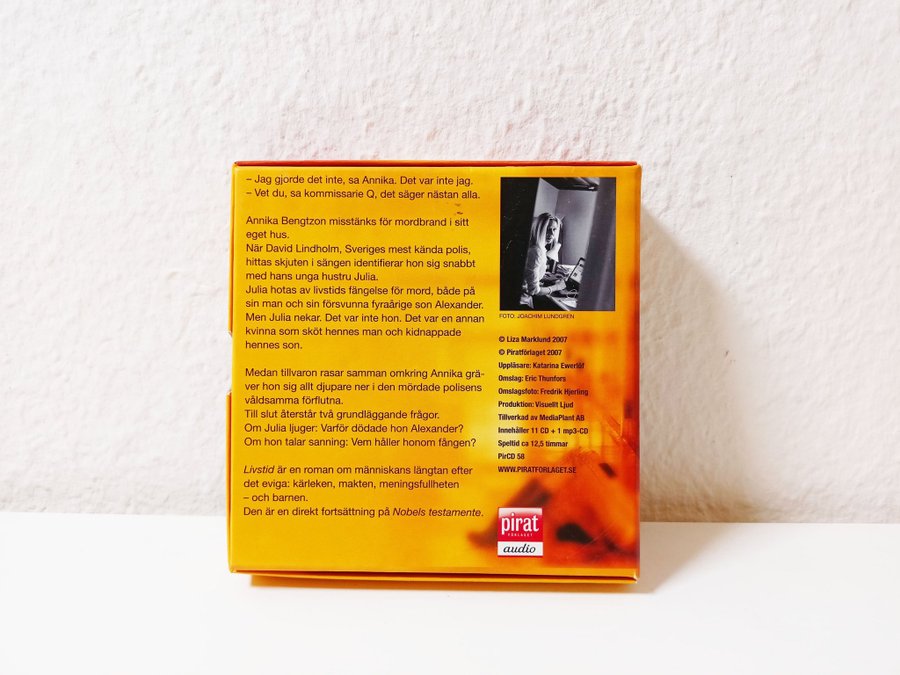 – Jag gjorde det inte, sa Annika. Det var inte jag.
– Vet du, sa kommissarie Q, det säger nästan alla.
Annika Bengtzon misstänks för mordbrand i sitt
eget hus.
När David Lindholm, Sveriges mest kända polis,
hittas skjuten i sängen identifierar hon sig snabbt
med hans unga hustru Julia.
Julia hotas av livstids fängelse för mord, både på
sin man och sin försvunna fyraårige son Alexander.
Men Julia nekar. Det var inte hon. Det var en annan
kvinna som sköt hennes man och kidnappade
hennes son.
Medan tillvaron rasar samman omkring Annika grä-
ver hon sig allt djupare ner i den mördade polisens
våldsamma förflutna.
Till slut återstår två grundläggande frågor.
Om Julia ljuger: Varför dödade hon Alexander?
Om hon talar sanning: Vem håller honom fången?
Livstid är en roman om människans längtan efter
det eviga: kärleken, makten, meningsfullheten
– och barnen.
Den är en direkt fortsättning på Nobels testamente.
FOTO: JOACHIM LUNDGREN
© Liza Marklund 2007
© Piratförlaget 2007
Uppläsare: Katarina Ewerlöf
Omslag: Eric Thunfors
Omslagsfoto: Fredrik Hjerling
Produktion: Visuellt Ljud
Tillverkad av MediaPlant AB
Innehåller 11 CD + 1 mp3-CD
Speltid ca 12,5 timmar
PirCD 58
WWW.PIRATFORLAGET.SE
pirat
FÖRLAGET
audio